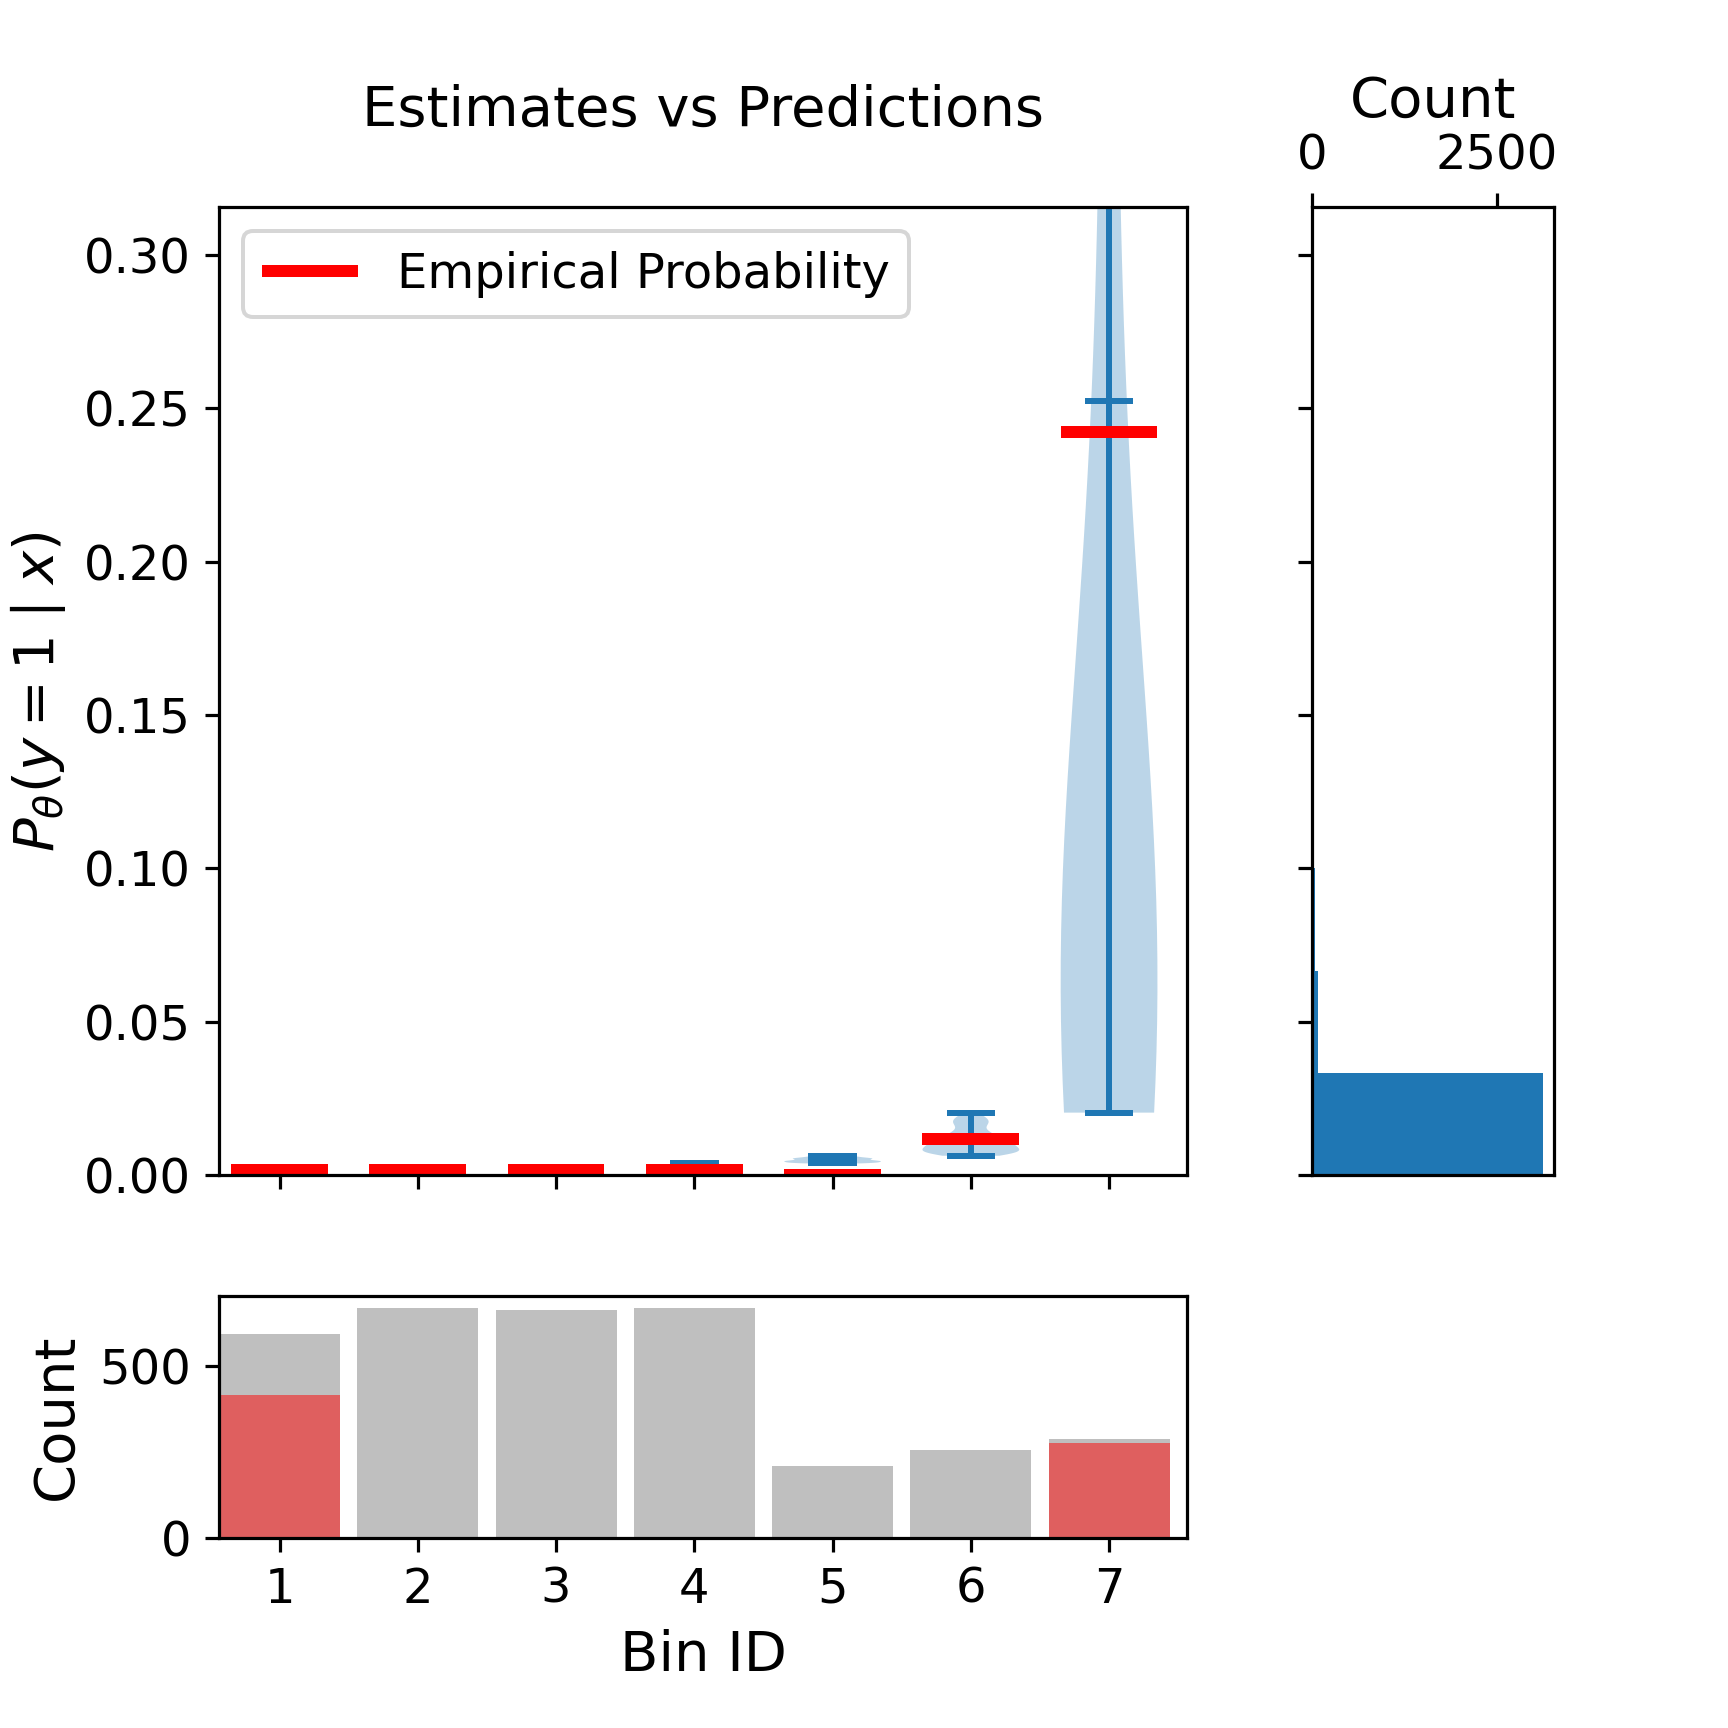 Estimates vs Predictions
Count
0 2500
Empirical Probability
0.30
0.25
0.20
0.15
0.10
0.05
0.00
P_θ(y = 1 | x)
500
0
Count
1 2 3 4 5 6 7
Bin ID